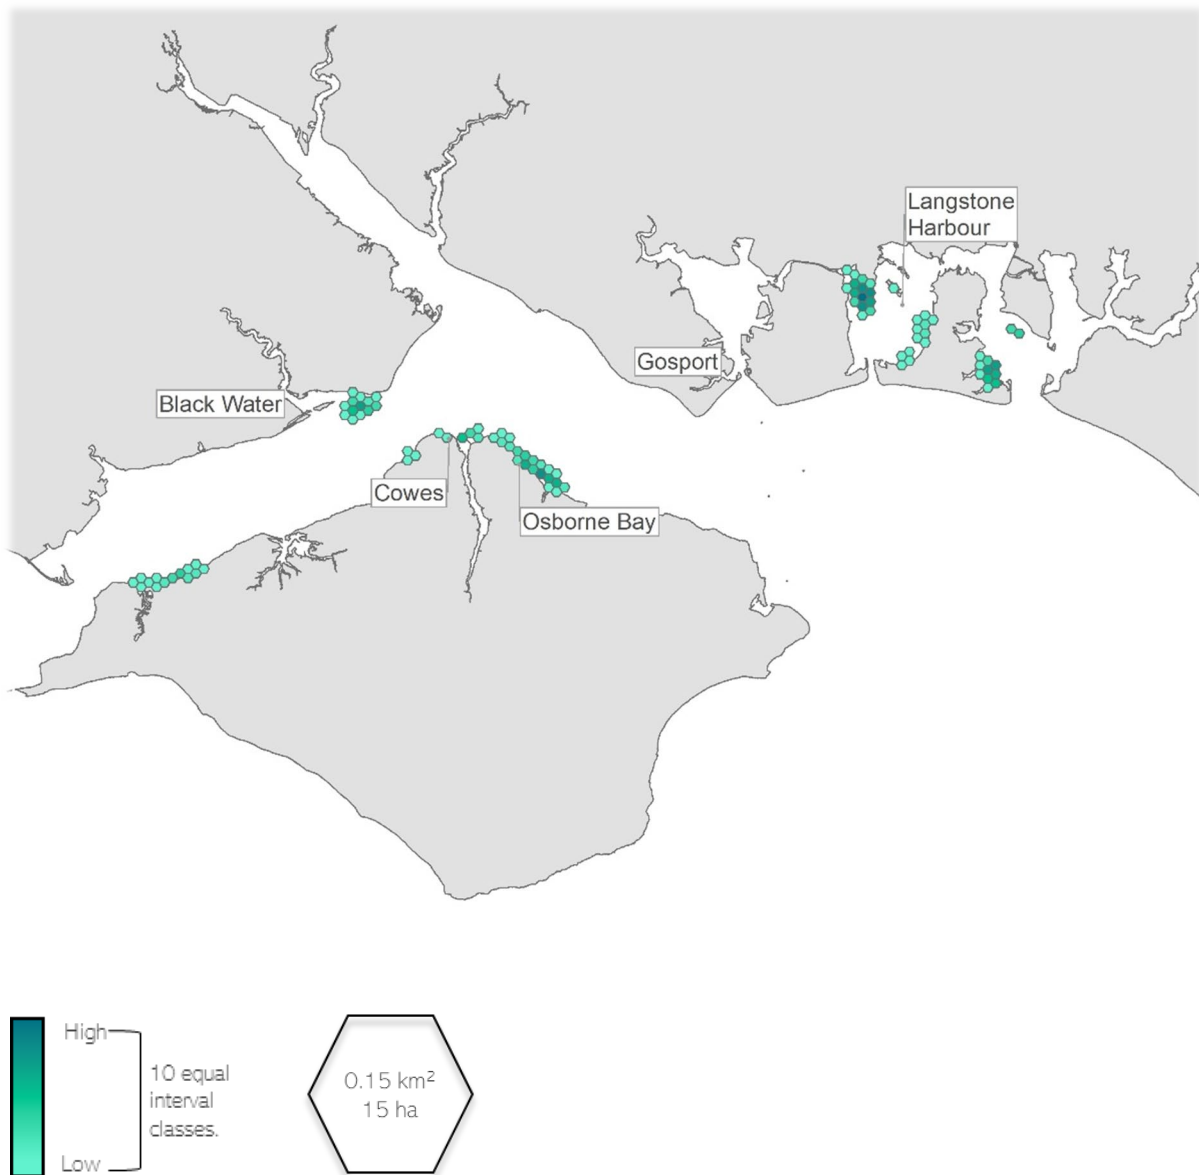 Langstone
Harbour
Gosport
Black Water
Cowes
Osborne Bay
High
10 equal
interval
classes.
Low
0.15 km²
15 ha